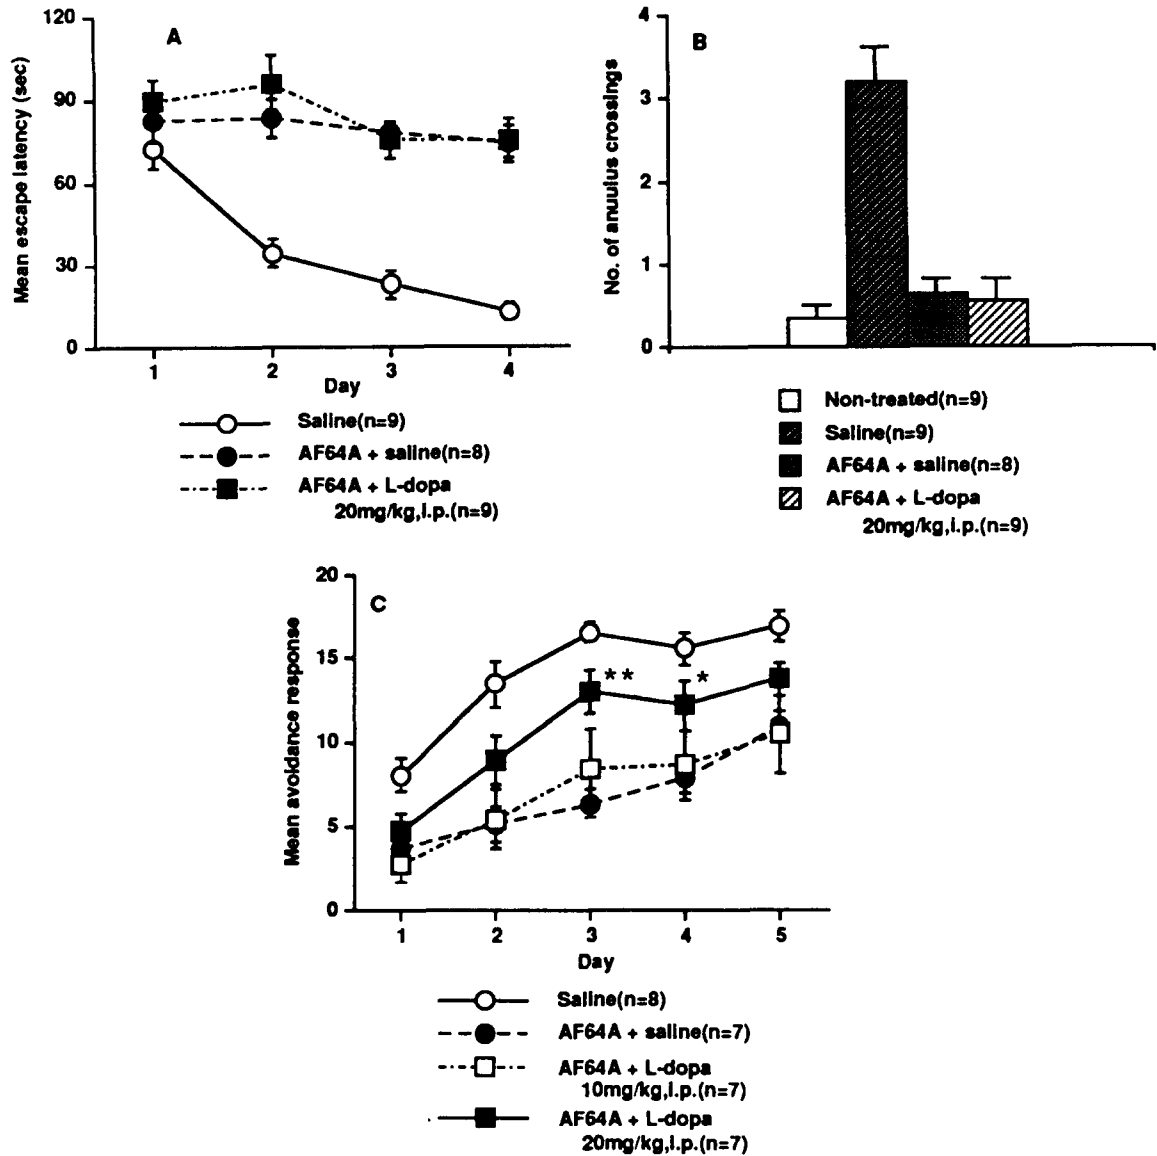 A
120
90
60
30
0
Mean escape latency (sec)
1 2 3 4
Day
Saline(n=9)
AF64A + saline(n=8)
AF64A + L-dopa
20mg/kg,i.p.(n=9)
B
4
3
2
1
0
No. of anuulus crossings
Non-treated(n=9)
Saline(n=9)
AF64A + saline(n=8)
AF64A + L-dopa
20mg/kg,i.p.(n=9)
C
20
15
10
5
0
Mean avoidance response
**
*
1 2 3 4 5
Day
Saline(n=8)
AF64A + saline(n=7)
AF64A + L-dopa
10mg/kg,i.p.(n=7)
AF64A + L-dopa
20mg/kg,i.p.(n=7)